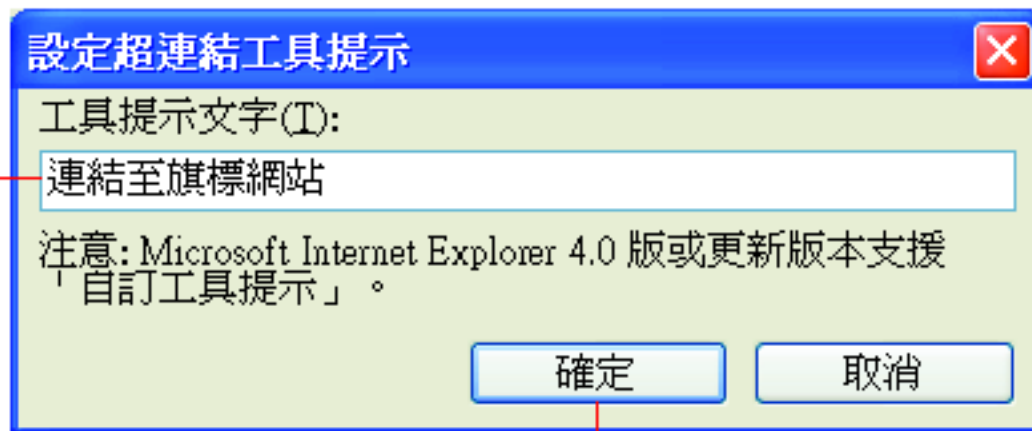 設定超連結工具提示
工具提示文字(T):
連結至旗標網站
注意: Microsoft Internet Explorer 4.0 版或更新版本支援
「自訂工具提示」。
確定
取消